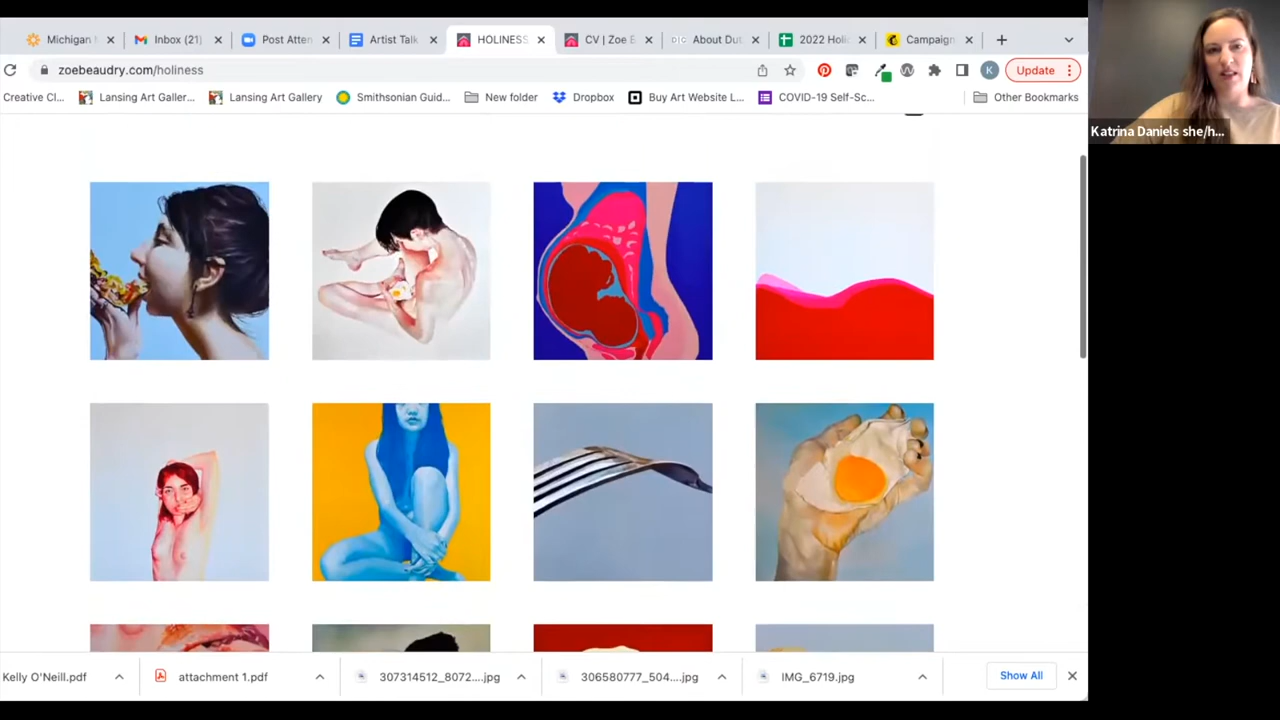 Michigan
Inbox (21)
Post Atten
Artist Talk
HOLINESS
CV | Zoe B
About Dut
2022 Holi
Campaign
zoebeaudry.com/holiness
K
Update
Creative Cl...
Lansing Art Galler...
Lansing Art Gallery
Smithsonian Guid...
New folder
Dropbox
Buy Art Website L...
COVID-19 Self-Sc...
Other Bookmarks
Katrina Daniels she/h...
Kelly O'Neill.pdf
attachment 1.pdf
307314512_8072....jpg
306580777_504....jpg
IMG_6719.jpg
Show All